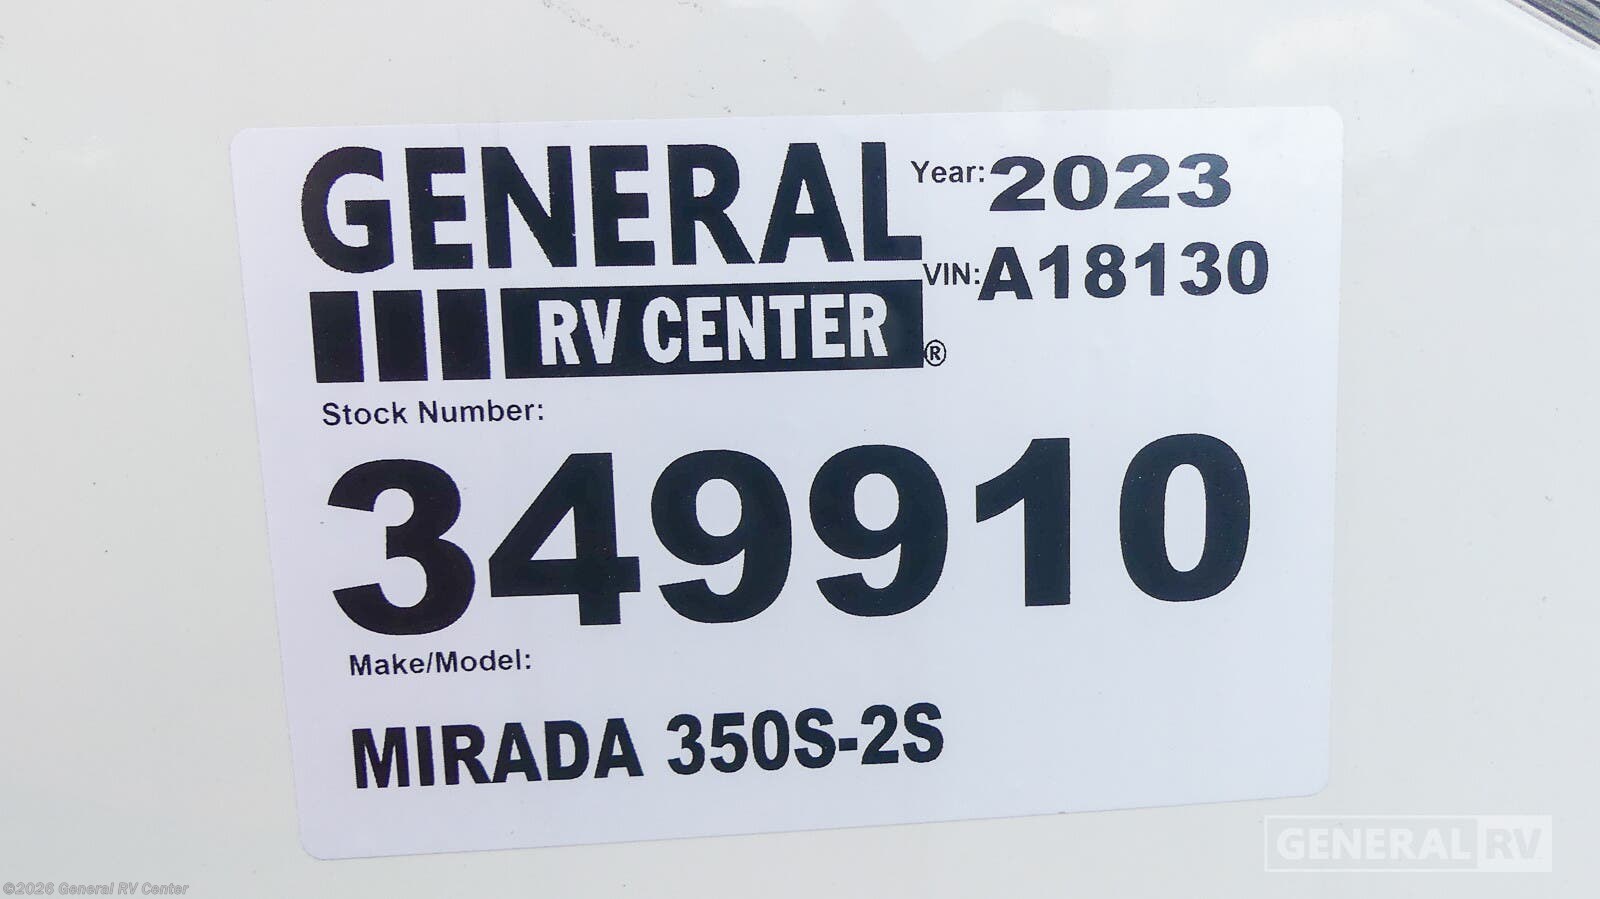 GENERAL
RV CENTER®
Year: 2023
VIN: A18130
Stock Number:
349910
Make/Model:
MIRADA 350S-2S
GENERAL RV
©2026 General RV Center